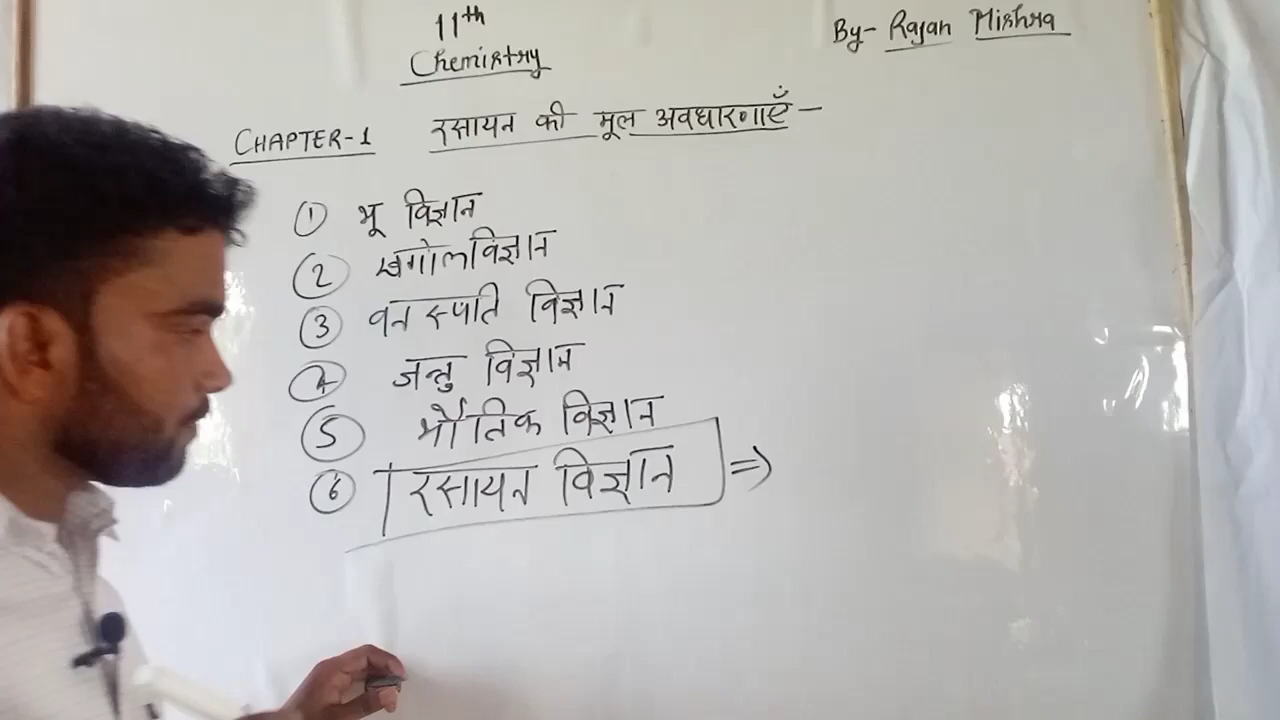 11th
Chemistry
By- Rajan Mishra
CHAPTER-1 रसायन की मूल अवधारणाएँ -
① भू विज्ञान
② खगोलविज्ञान
③ वनस्पति विज्ञान
④ जन्तु विज्ञान
⑤ भौतिक विज्ञान
⑥ रसायन विज्ञान ⇒